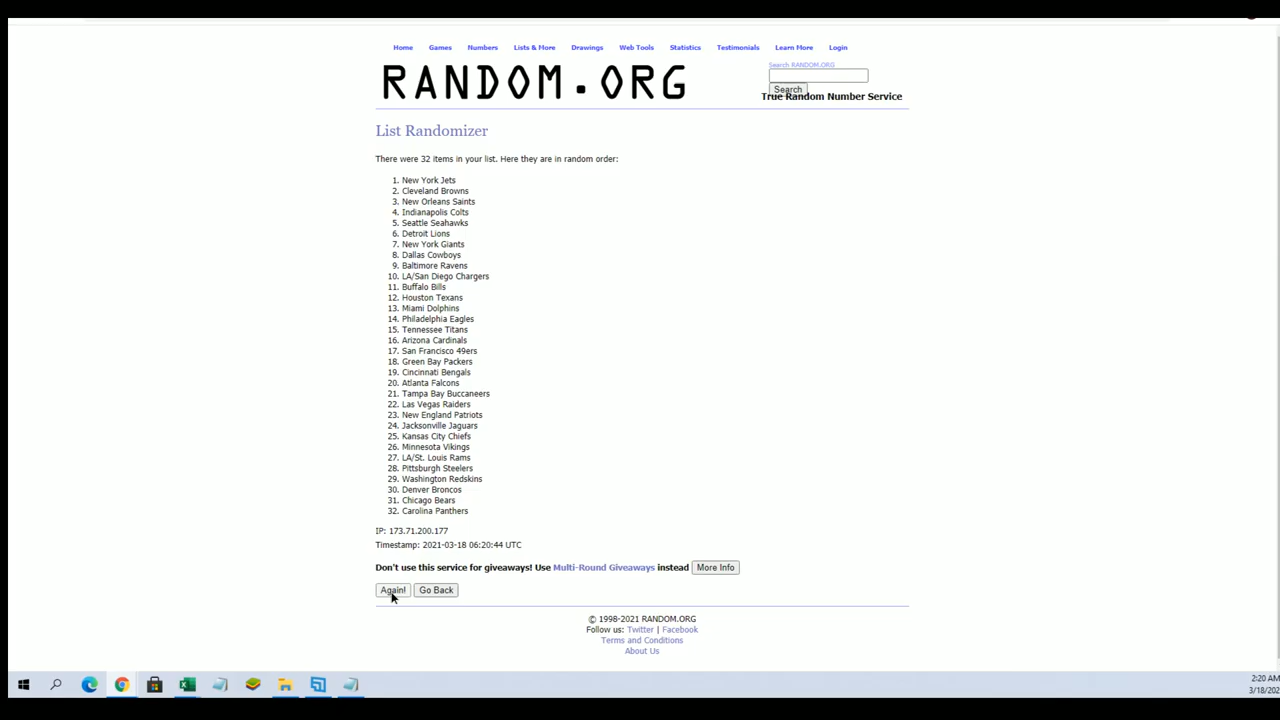 Home Games Numbers Lists & More Drawings Web Tools Statistics Testimonials Learn More Login
Search RANDOM.ORG
RANDOM.ORG
Search
True Random Number Service
List Randomizer
There were 32 items in your list. Here they are in random order:
1. New York Jets
2. Cleveland Browns
3. New Orleans Saints
4. Indianapolis Colts
5. Seattle Seahawks
6. Detroit Lions
7. New York Giants
8. Dallas Cowboys
9. Baltimore Ravens
10. LA/San Diego Chargers
11. Buffalo Bills
12. Houston Texans
13. Miami Dolphins
14. Philadelphia Eagles
15. Tennessee Titans
16. Arizona Cardinals
17. San Francisco 49ers
18. Green Bay Packers
19. Cincinnati Bengals
20. Atlanta Falcons
21. Tampa Bay Buccaneers
22. Las Vegas Raiders
23. New England Patriots
24. Jacksonville Jaguars
25. Kansas City Chiefs
26. Minnesota Vikings
27. LA/St. Louis Rams
28. Pittsburgh Steelers
29. Washington Redskins
30. Denver Broncos
31. Chicago Bears
32. Carolina Panthers
IP: 173.71.200.177
Timestamp: 2021-03-18 06:20:44 UTC
Don't use this service for giveaways! Use Multi-Round Giveaways instead More Info
Again! Go Back
© 1998-2021 RANDOM.ORG
Follow us: Twitter | Facebook
Terms and Conditions
About Us
2:20 AM
3/18/202